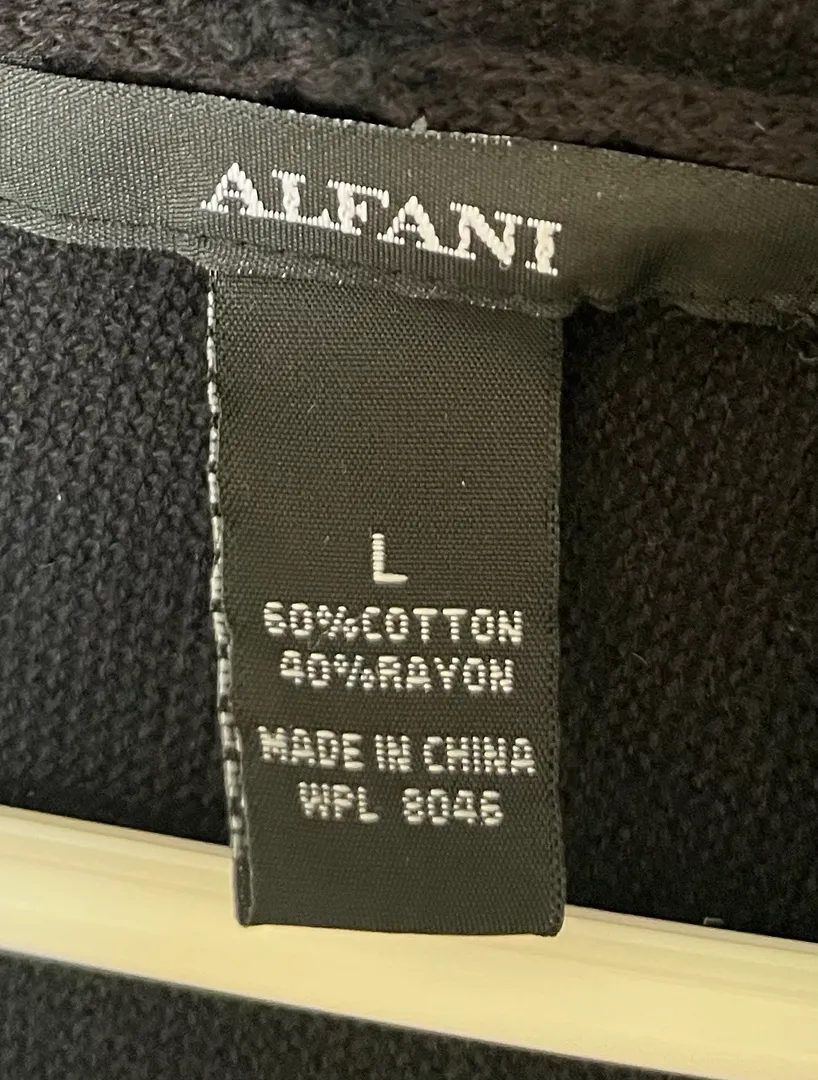 ALFANI
L
60%COTTON
40%RAYON
MADE IN CHINA
WPL 8046